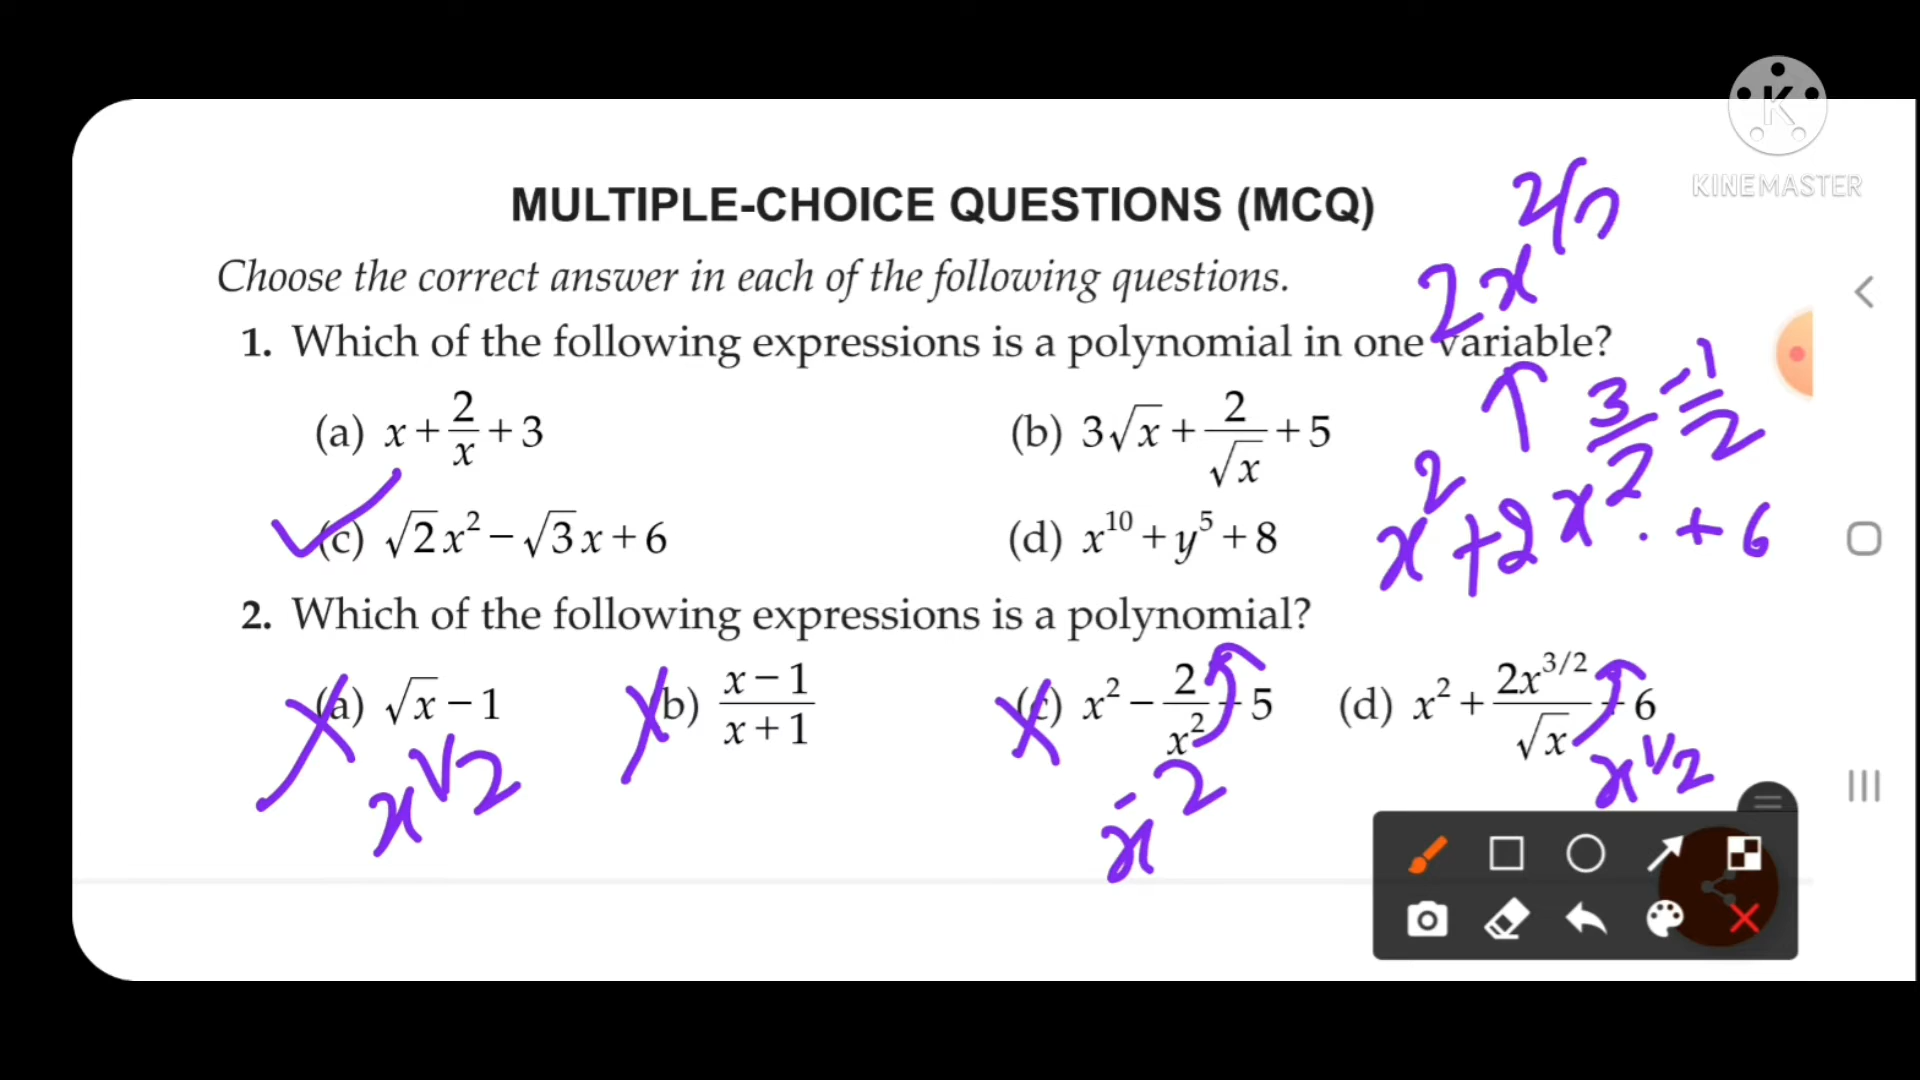 KINEMASTER
MULTIPLE-CHOICE QUESTIONS (MCQ)
Choose the correct answer in each of the following questions.
1. Which of the following expressions is a polynomial in one variable?
(a) x + 2/x + 3
(b) 3√x + 2/√x + 5
(c) √2x² − √3x + 6
(d) x¹⁰ + y⁵ + 8
x² + 2x^(3/2 − 1/2) + 6
2. Which of the following expressions is a polynomial?
(a) √x − 1
(b) (x − 1)/(x + 1)
(c) x² − 2/x² + 5
(d) x² + 2x^(3/2)/√x + 6
x^1/2
x^-2
x^1/2